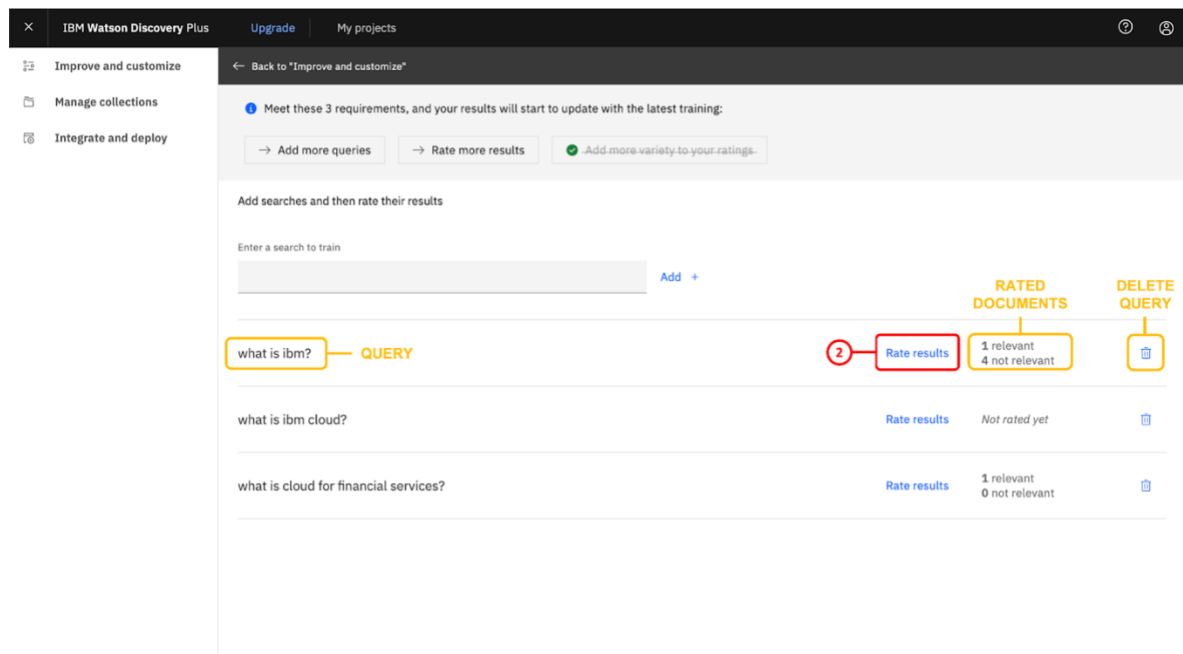 IBM Watson Discovery Plus Upgrade My projects
Improve and customize
Manage collections
Integrate and deploy
Back to "Improve and customize"
Meet these 3 requirements, and your results will start to update with the latest training:
Add more queries Rate more results Add more variety to your ratings
Add searches and then rate their results
Enter a search to train
Add +
RATED DOCUMENTS
DELETE QUERY
what is ibm? QUERY 2 Rate results 1 relevant
4 not relevant
what is ibm cloud? Rate results Not rated yet
what is cloud for financial services? Rate results 1 relevant
0 not relevant